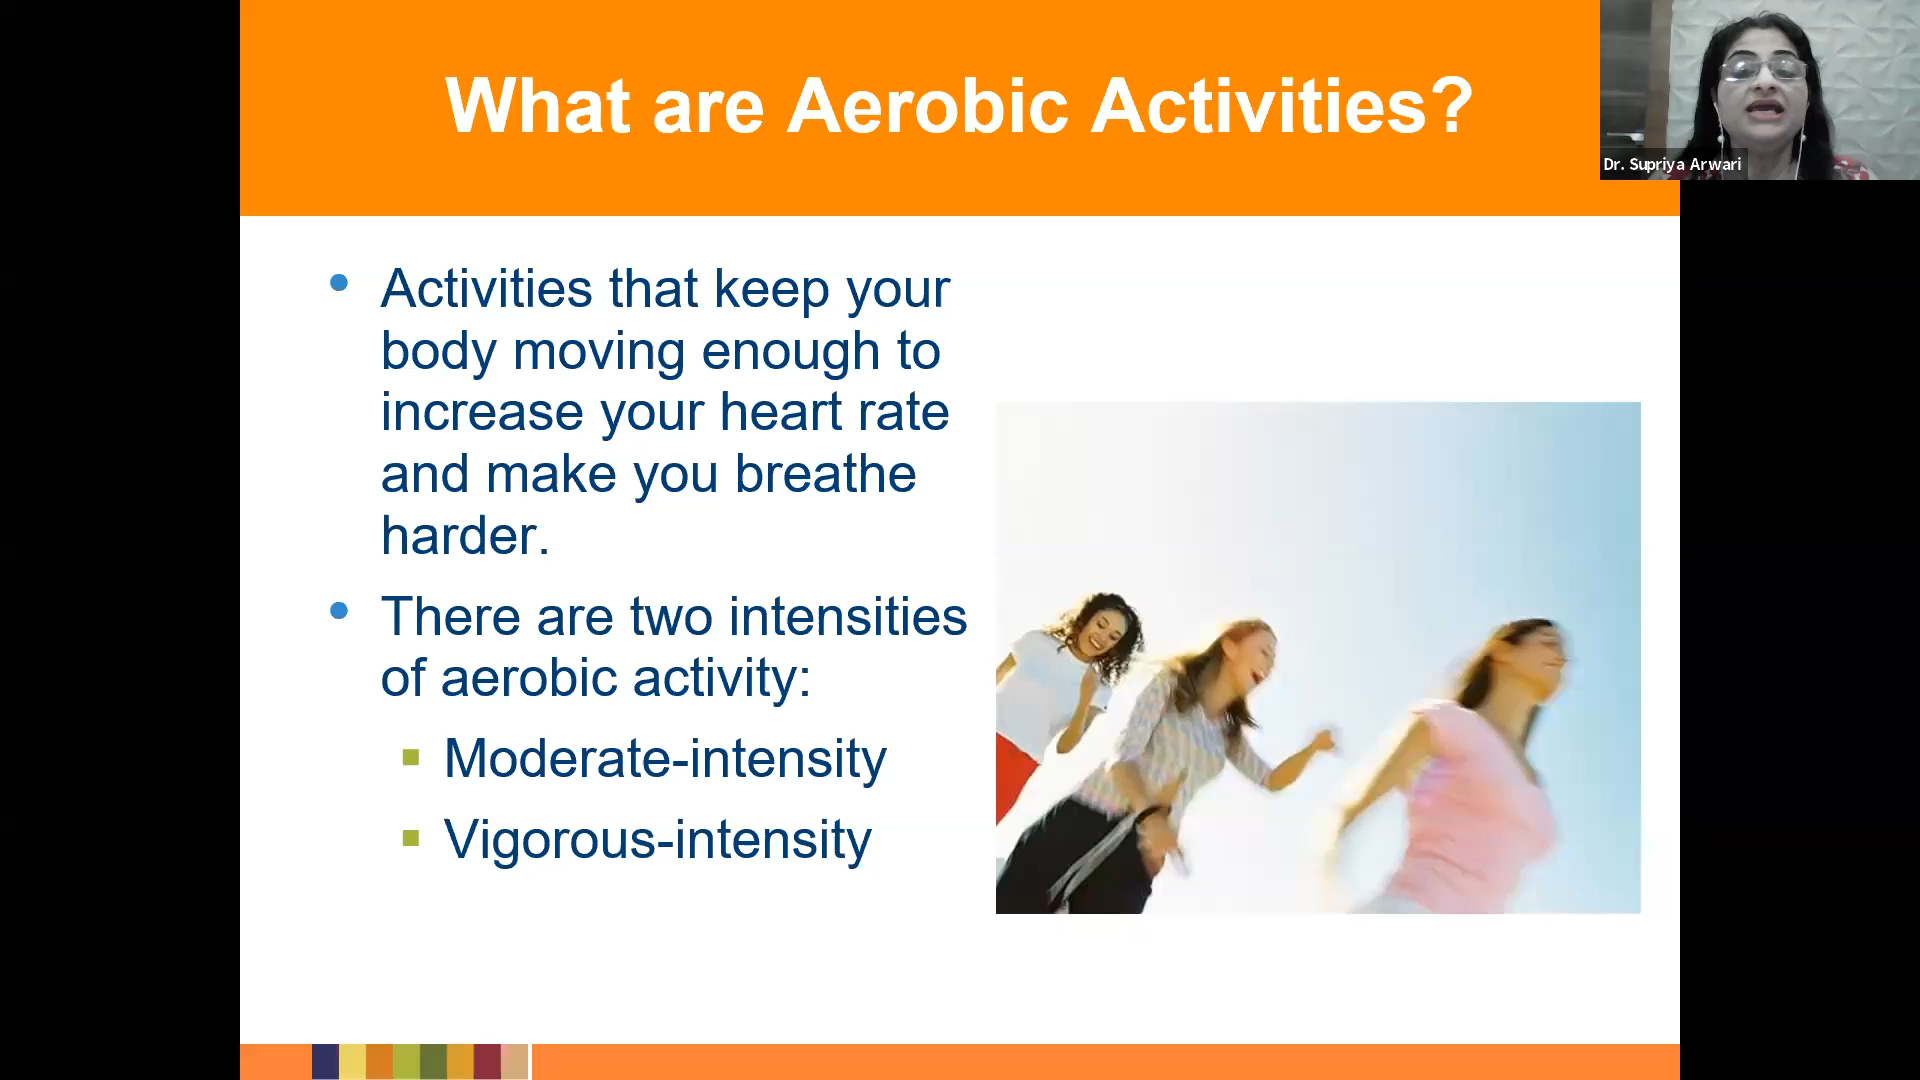 What are Aerobic Activities?
Dr. Supriya Arwari
Activities that keep your
body moving enough to
increase your heart rate
and make you breathe
harder.
There are two intensities
of aerobic activity:
Moderate-intensity
Vigorous-intensity